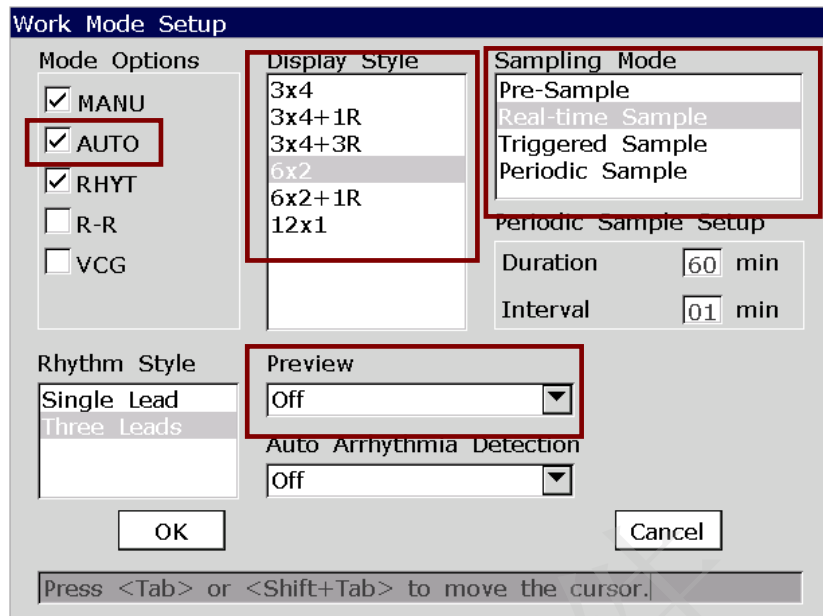 Work Mode Setup
Mode Options
MANU
AUTO
RHYT
R-R
VCG
Display Style
3x4
3x4+1R
3x4+3R
6x2
6x2+1R
12x1
Sampling Mode
Pre-Sample
Real-time Sample
Triggered Sample
Periodic Sample
Periodic Sample Setup
Duration 60 min
Interval 01 min
Rhythm Style
Single Lead
Three Leads
Preview
Off
Auto Arrhythmia Detection
Off
OK
Cancel
Press <Tab> or <Shift+Tab> to move the cursor.